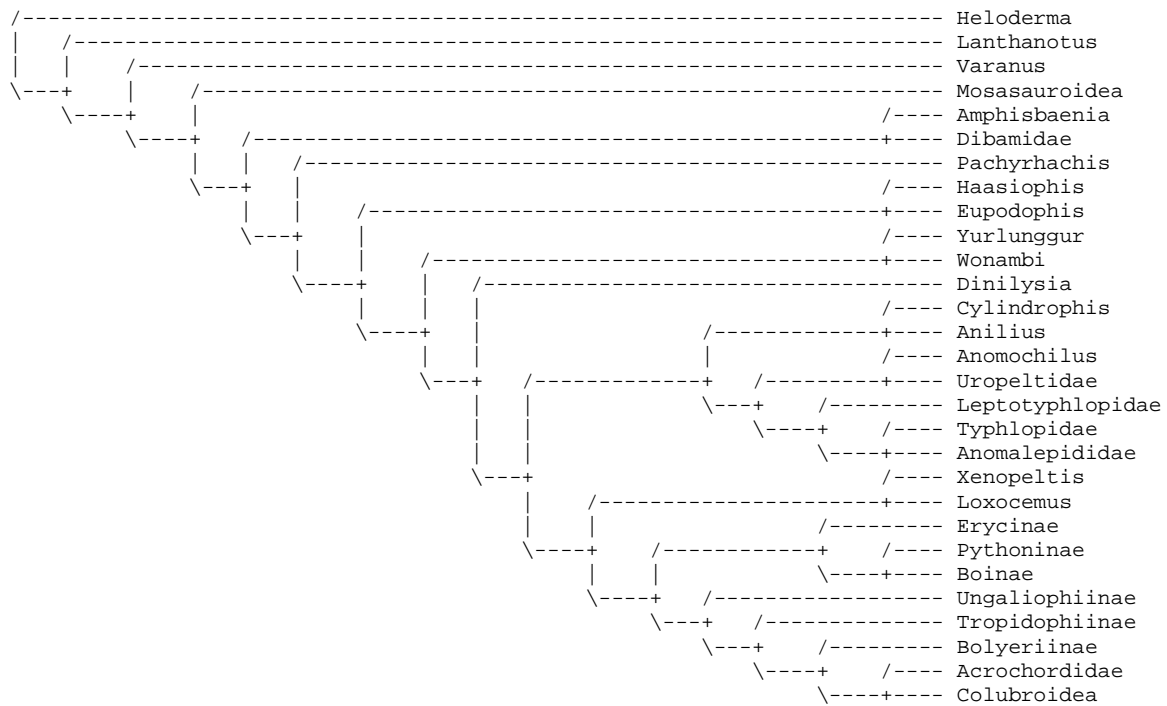 Heloderma
Lanthanotus
Varanus
Mosasauroidea
Amphisbaenia
Dibamidae
Pachyrhachis
Haasiophis
Eupodophis
Yurlunggur
Wonambi
Dinilysia
Cylindrophis
Anilius
Anomochilus
Uropeltidae
Leptotyphlopidae
Typhlopidae
Anomalepididae
Xenopeltis
Loxocemus
Erycinae
Pythoninae
Boinae
Ungaliophiinae
Tropidophiinae
Bolyeriinae
Acrochordidae
Colubroidea